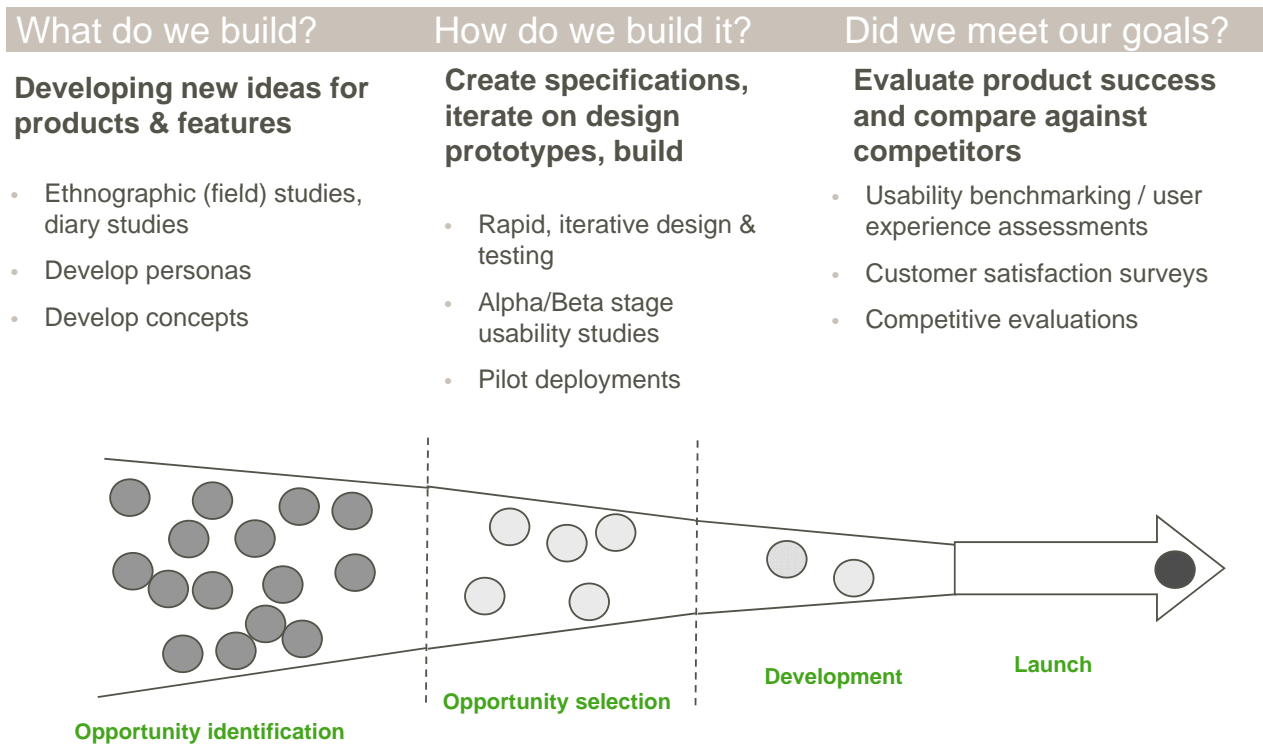 What do we build?
How do we build it?
Did we meet our goals?
Developing new ideas for
products & features
• Ethnographic (field) studies,
diary studies
• Develop personas
• Develop concepts
Create specifications,
iterate on design
prototypes, build
• Rapid, iterative design &
testing
• Alpha/Beta stage
usability studies
• Pilot deployments
Evaluate product success
and compare against
competitors
• Usability benchmarking / user
experience assessments
• Customer satisfaction surveys
• Competitive evaluations
Opportunity identification
Opportunity selection
Development
Launch